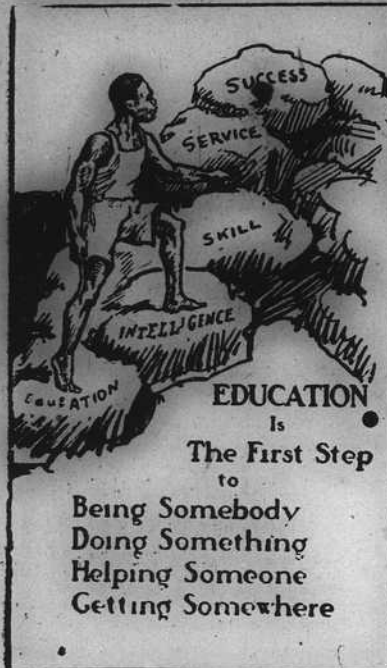 SUCCESS
SERVICE
SKILL
INTELLIGENCE
EDUCATION
EDUCATION
Is
The First Step
to
Being Somebody
Doing Something
Helping Someone
Getting Somewhere